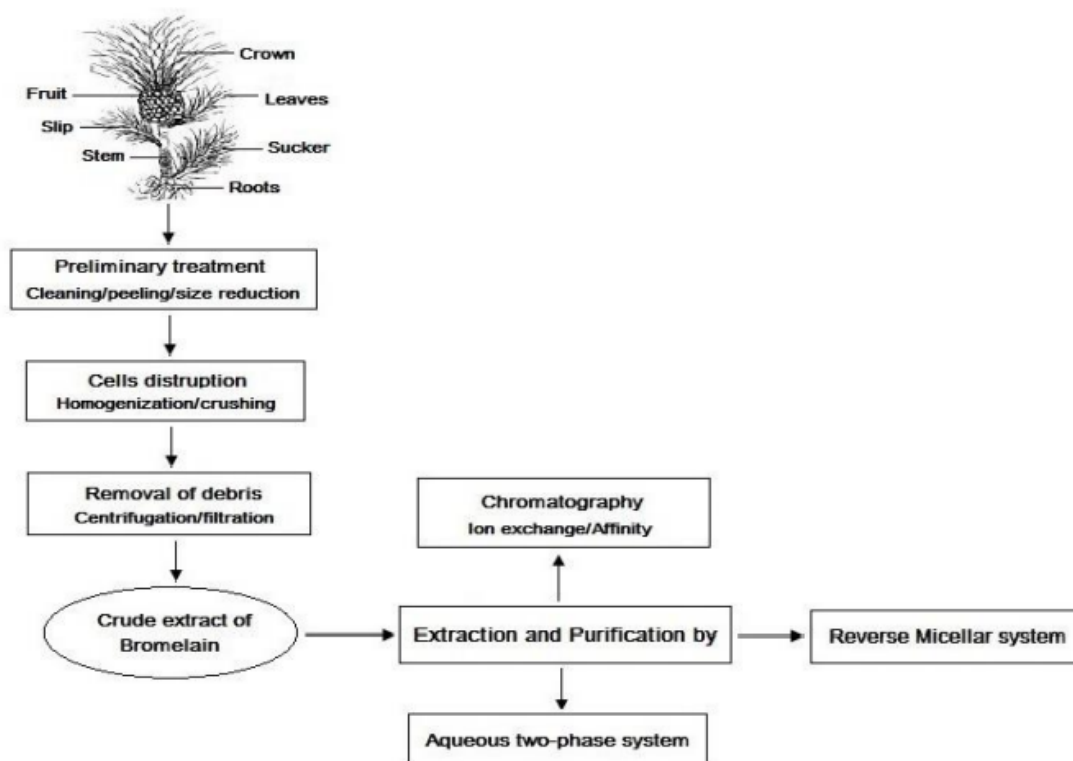 Crown
Fruit
Leaves
Slip
Stem
Sucker
Roots
Preliminary treatment
Cleaning/peeling/size reduction
Cells distruption
Homogenization/crushing
Removal of debris
Centrifugation/filtration
Crude extract of
Bromelain
Extraction and Purification by
Chromatography
Ion exchange/Affinity
Reverse Micellar system
Aqueous two-phase system